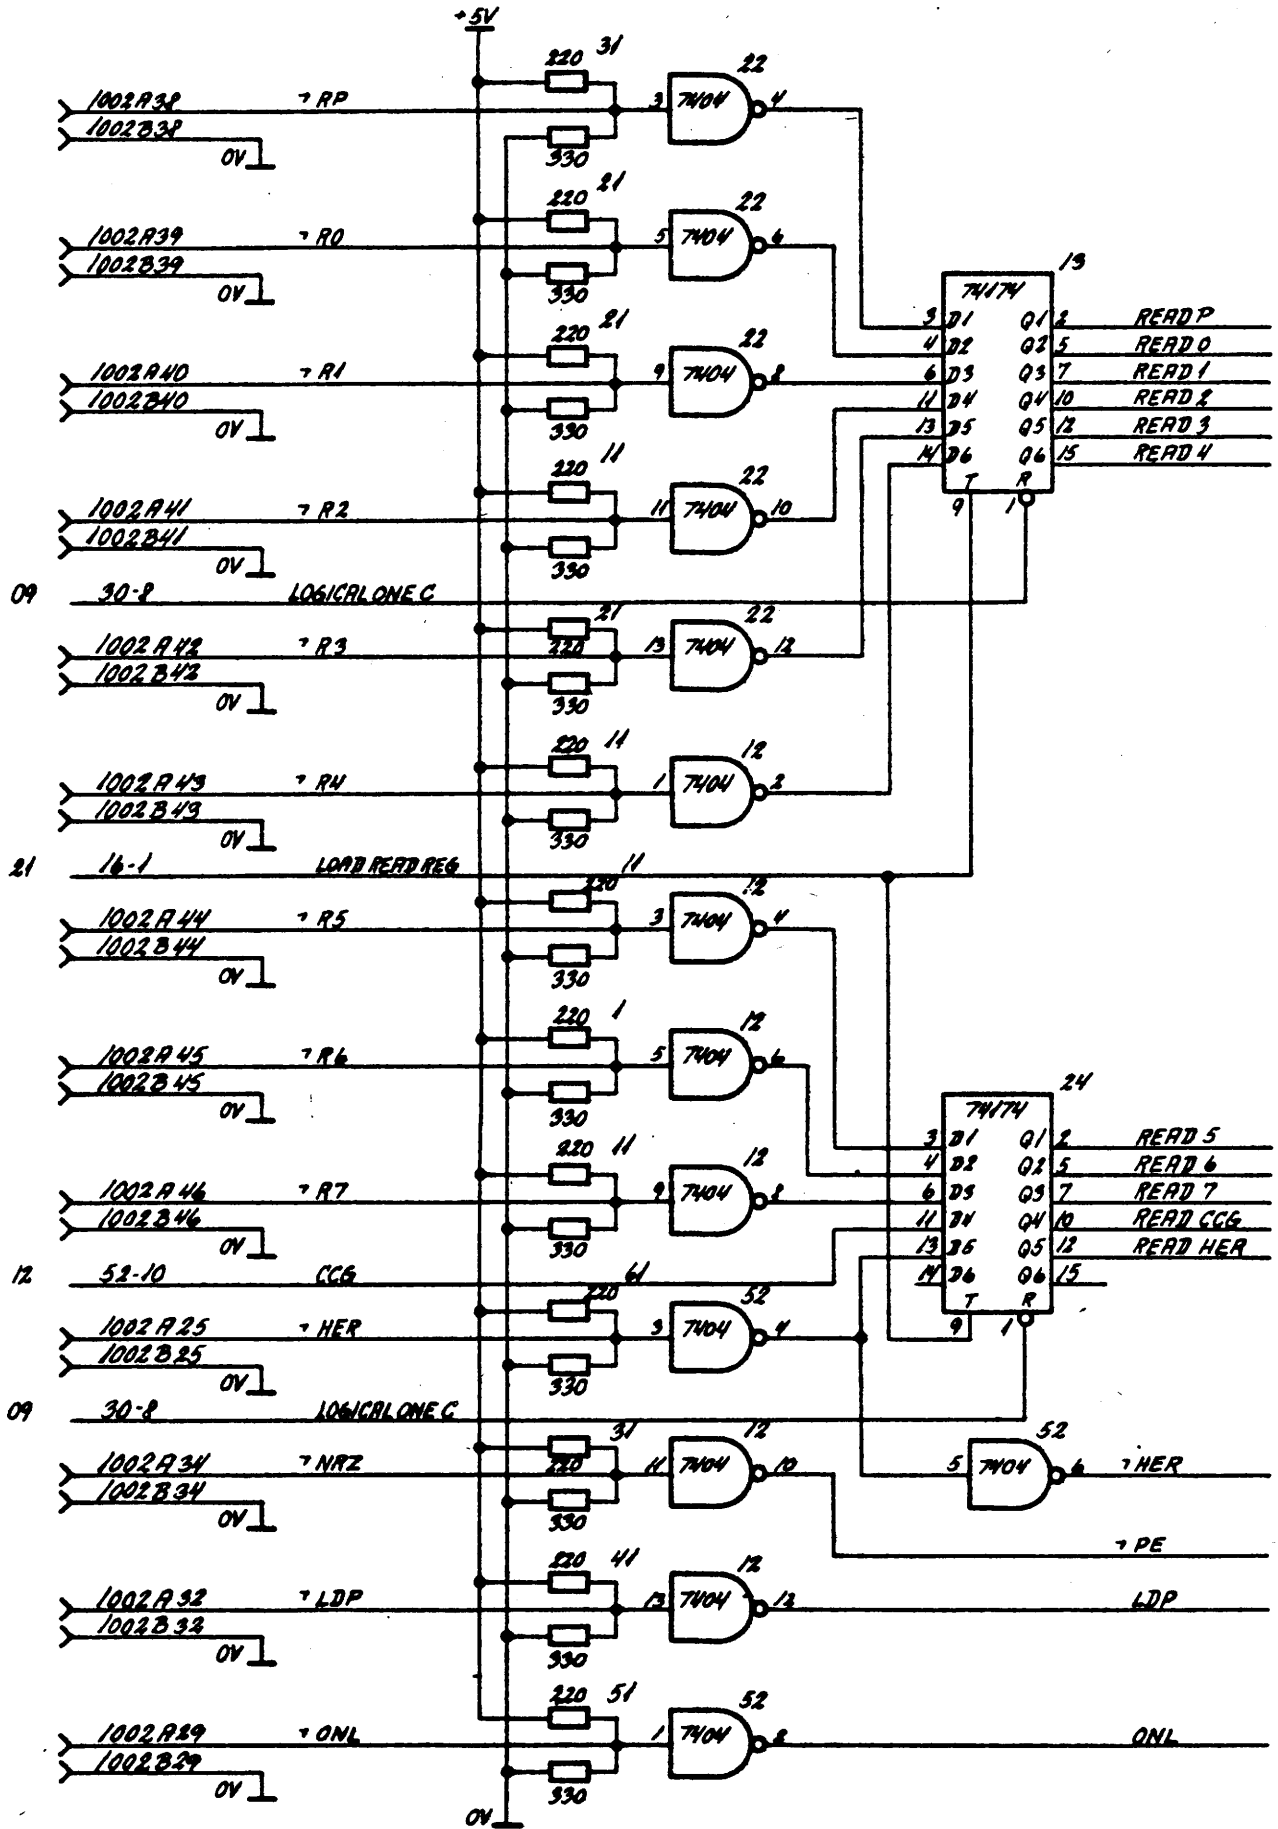 +5V
220 31 22
1002A38 ¬RP 3 7404 4
1002B38
0V 330
220 21 22
1002A39 ¬R0 5 7404 6
1002B39
0V 330
13
74174
3 D1 Q1 2 READ P
4 D2 Q2 5 READ 0
6 D3 Q3 7 READ 1
11 D4 Q4 10 READ 2
13 D5 Q5 12 READ 3
14 D6 Q6 15 READ 4
T R
9 1
220 21 22
1002A40 ¬R1 9 7404 8
1002B40
0V 330
220 11 22
1002A41 ¬R2 11 7404 10
1002B41
0V 330
09 30-8 LOGICAL ONE C
21 22
220
1002A42 ¬R3 13 7404 12
1002B42
0V 330
220 11 12
1002A43 ¬R4 1 7404 2
1002B43
0V 330
21 16-1 LOAD READ REG
11
220 12
1002A44 ¬R5 3 7404 4
1002B44
0V 330
220 1 12
1002A45 ¬R6 5 7404 6
1002B45
0V 330
24
74174
3 D1 Q1 2 READ 5
4 D2 Q2 5 READ 6
6 D3 Q3 7 READ 7
11 D4 Q4 10 READ CCG
13 D5 Q5 12 READ HER
14 D6 Q6 15
T R
9 1
220 11 12
1002A46 ¬R7 9 7404 8
1002B46
0V 330
12 52-10 CCG
61
220 52
1002A25 ¬HER 3 7404 4
1002B25
0V 330
09 30-8 LOGICAL ONE C
31 12
220
1002A34 ¬NRZ 11 7404 10
1002B34
0V 330
52
5 7404 6 ¬HER
¬PE
220 41 12
1002A32 ¬LDP 13 7404 12 LDP
1002B32
0V 330
220 51 52
1002A29 ¬ONL 1 7404 2 ONL
1002B29
0V 330
0V